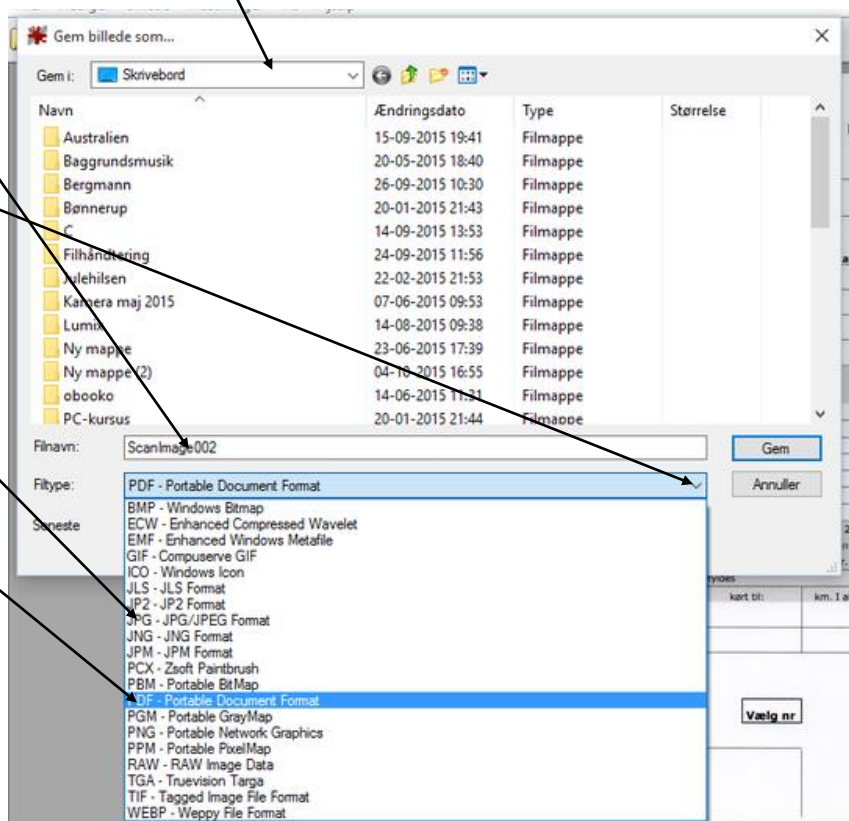 Gem billede som...
Gem i: Skrivebord
Navn Ændringsdato Type Størrelse
Australien 15-09-2015 19:41 Filmappe
Baggrundsmusik 20-05-2015 18:40 Filmappe
Bergmann 26-09-2015 10:30 Filmappe
Bønnerup 20-01-2015 21:43 Filmappe
C 14-09-2015 13:53 Filmappe
Filhåndtering 24-09-2015 11:56 Filmappe
Julehilsen 22-02-2015 21:53 Filmappe
Kamera maj 2015 07-06-2015 09:53 Filmappe
Lumix 14-08-2015 09:38 Filmappe
Ny mappe 23-06-2015 17:39 Filmappe
Ny mappe (2) 04-10-2015 16:55 Filmappe
obooko 14-06-2015 11:31 Filmappe
PC-kursus 20-01-2015 21:44 Filmappe
Filnavn: ScanImage002 Gem
Filtype: PDF - Portable Document Format Annuller
Seneste
BMP - Windows Bitmap
ECW - Enhanced Compressed Wavelet
EMF - Enhanced Windows Metafile
GIF - Compuserve GIF
ICO - Windows Icon
JLS - JLS Format
JP2 - JP2 Format
JPG - JPG/JPEG Format
JNG - JNG Format
JPM - JPM Format
PCX - Zsoft Paintbrush
PBM - Portable BitMap
PDF - Portable Document Format
PGM - Portable GrayMap
PNG - Portable Network Graphics
PPM - Portable PixelMap
RAW - RAW Image Data
TGA - Truevision Targa
TIF - Tagged Image File Format
WEBP - Weppy File Format
kørt til: km. I
Vælg nr